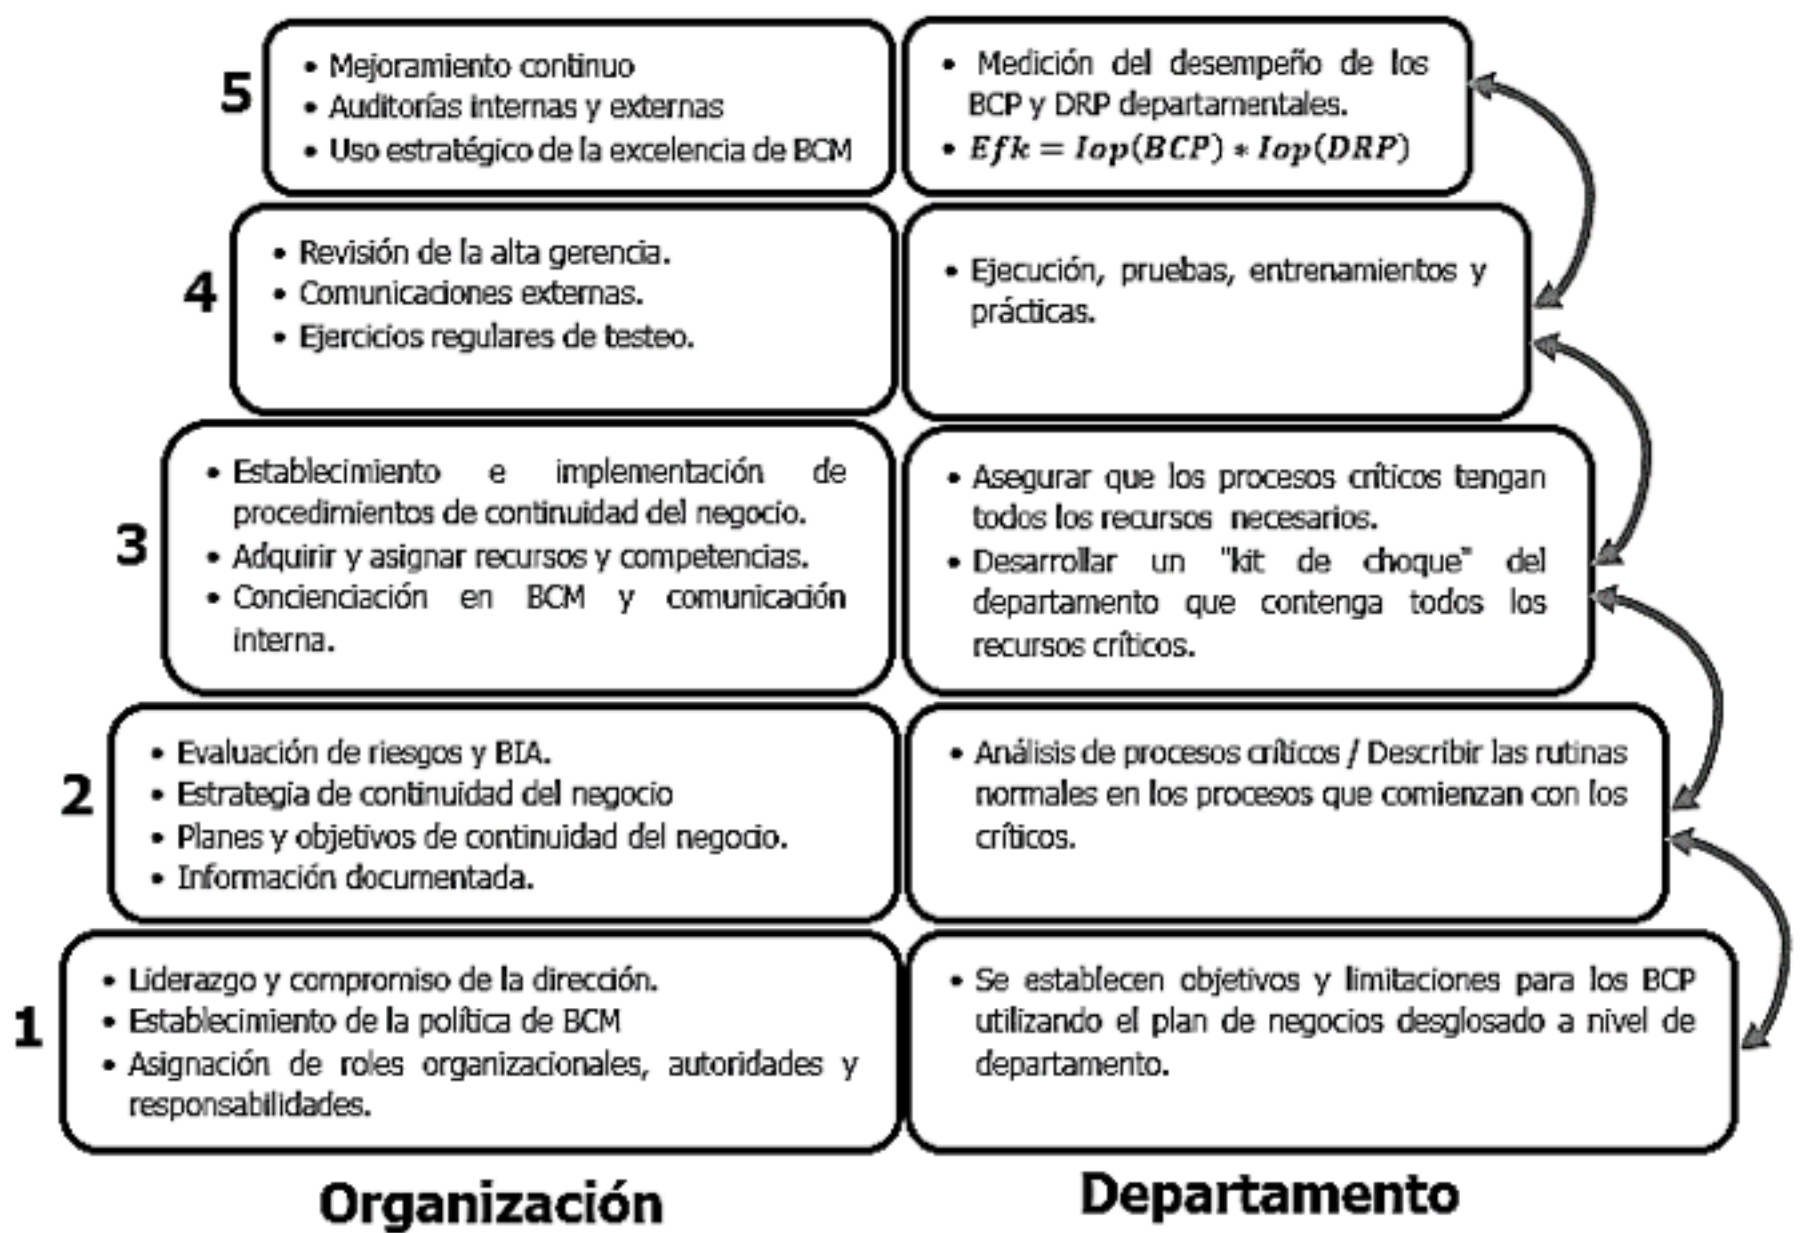 5
• Mejoramiento continuo
• Auditorías internas y externas
• Uso estratégico de la excelencia de BCM
• Medición del desempeño de los
BCP y DRP departamentales.
• Efk = Iop(BCP) * Iop(DRP)
4
• Revisión de la alta gerencia.
• Comunicaciones externas.
• Ejercicios regulares de testeo.
• Ejecución, pruebas, entrenamientos y
prácticas.
3
• Establecimiento e implementación de
procedimientos de continuidad del negocio.
• Adquirir y asignar recursos y competencias.
• Concienciación en BCM y comunicación
interna.
• Asegurar que los procesos críticos tengan
todos los recursos necesarios.
• Desarrollar un "kit de choque" del
departamento que contenga todos los
recursos críticos.
2
• Evaluación de riesgos y BIA.
• Estrategia de continuidad del negocio
• Planes y objetivos de continuidad del negocio.
• Información documentada.
• Análisis de procesos críticos / Describir las rutinas
normales en los procesos que comienzan con los
críticos.
1
• Liderazgo y compromiso de la dirección.
• Establecimiento de la política de BCM
• Asignación de roles organizacionales, autoridades y
responsabilidades.
• Se establecen objetivos y limitaciones para los BCP
utilizando el plan de negocios desglosado a nivel de
departamento.
Organización
Departamento